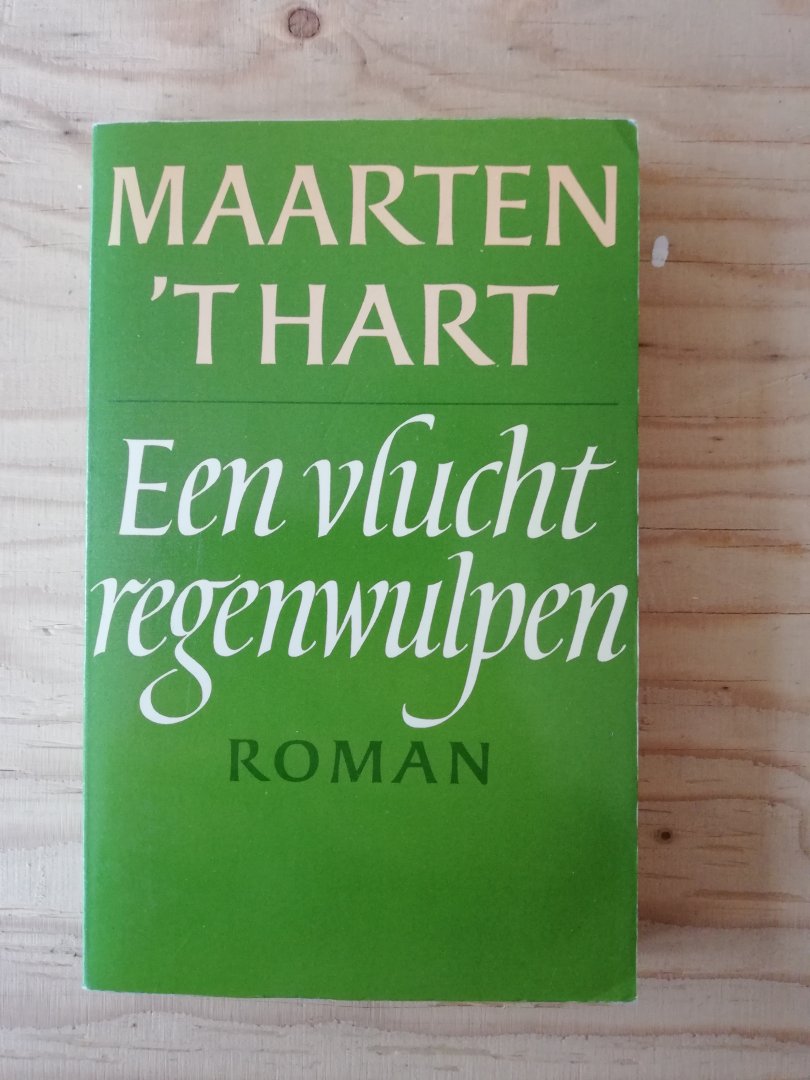 MAARTEN
'T HART
Een vlucht
regenwulpen
ROMAN